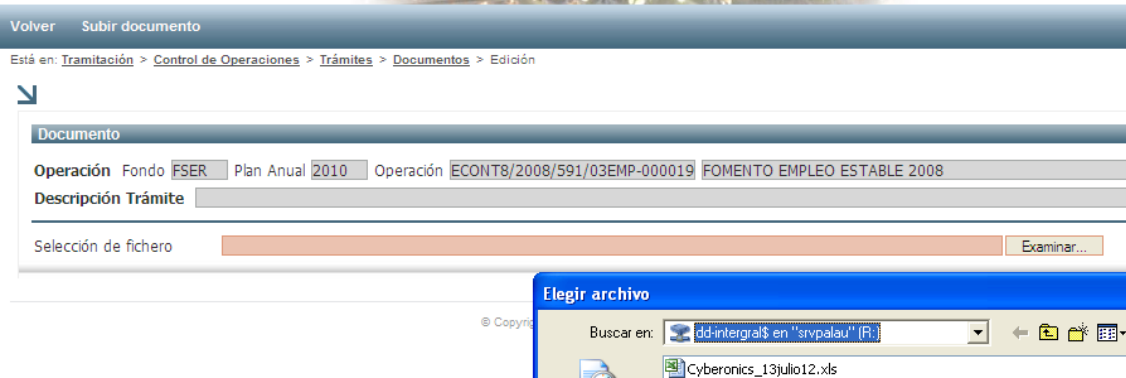 Volver Subir documento
Está en: Tramitación > Control de Operaciones > Trámites > Documentos > Edición
Documento
Operación Fondo FSER Plan Anual 2010 Operación ECONT8/2008/591/03EMP-000019 FOMENTO EMPLEO ESTABLE 2008
Descripción Trámite
Selección de fichero Examinar...
Elegir archivo
© Copyrig
Buscar en: dd-intergral$ en "srvpalau" (R:)
Cyberonics_13julio12.xls